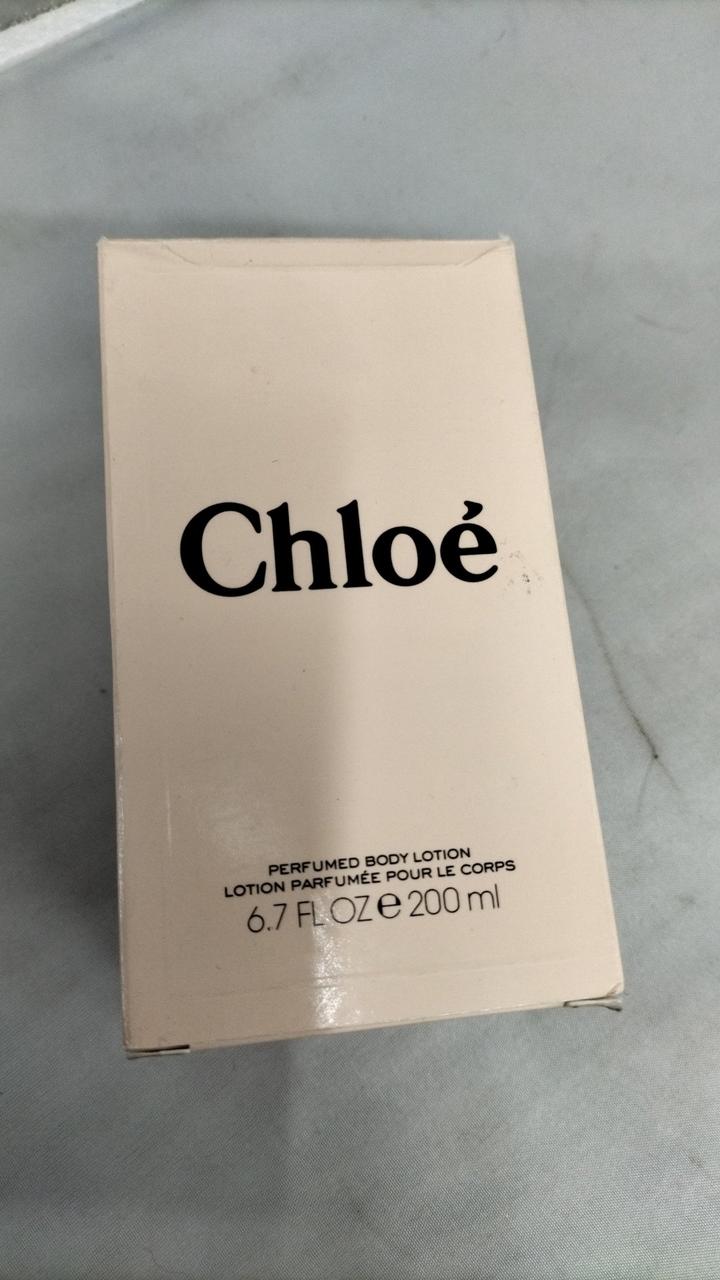 Chloé
PERFUMED BODY LOTION
LOTION PARFUMÉE POUR LE CORPS
6.7 FL OZ e 200 ml